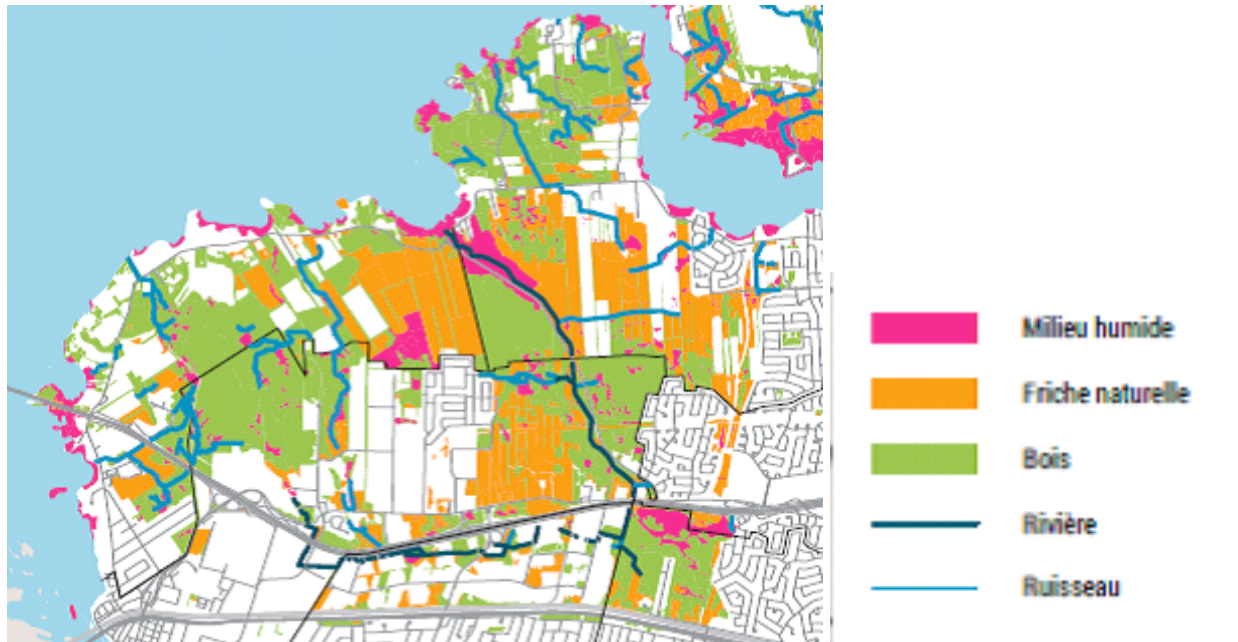 Milieu humide
Friche naturelle
Bois
Rivière
Ruisseau